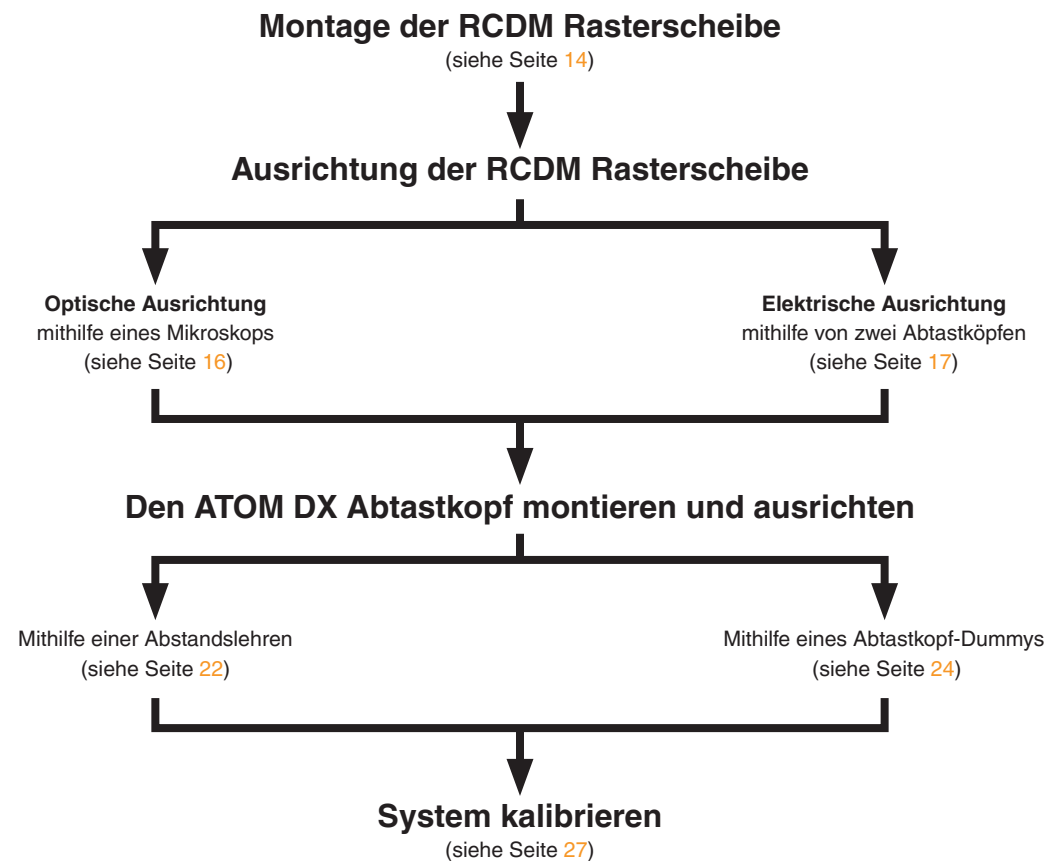 Montage der RCDM Rasterscheibe
(siehe Seite 14)
Ausrichtung der RCDM Rasterscheibe
Optische Ausrichtung
mithilfe eines Mikroskops
(siehe Seite 16)
Elektrische Ausrichtung
mithilfe von zwei Abtastköpfen
(siehe Seite 17)
Den ATOM DX Abtastkopf montieren und ausrichten
Mithilfe einer Abstandslehren
(siehe Seite 22)
Mithilfe eines Abtastkopf-Dummys
(siehe Seite 24)
System kalibrieren
(siehe Seite 27)